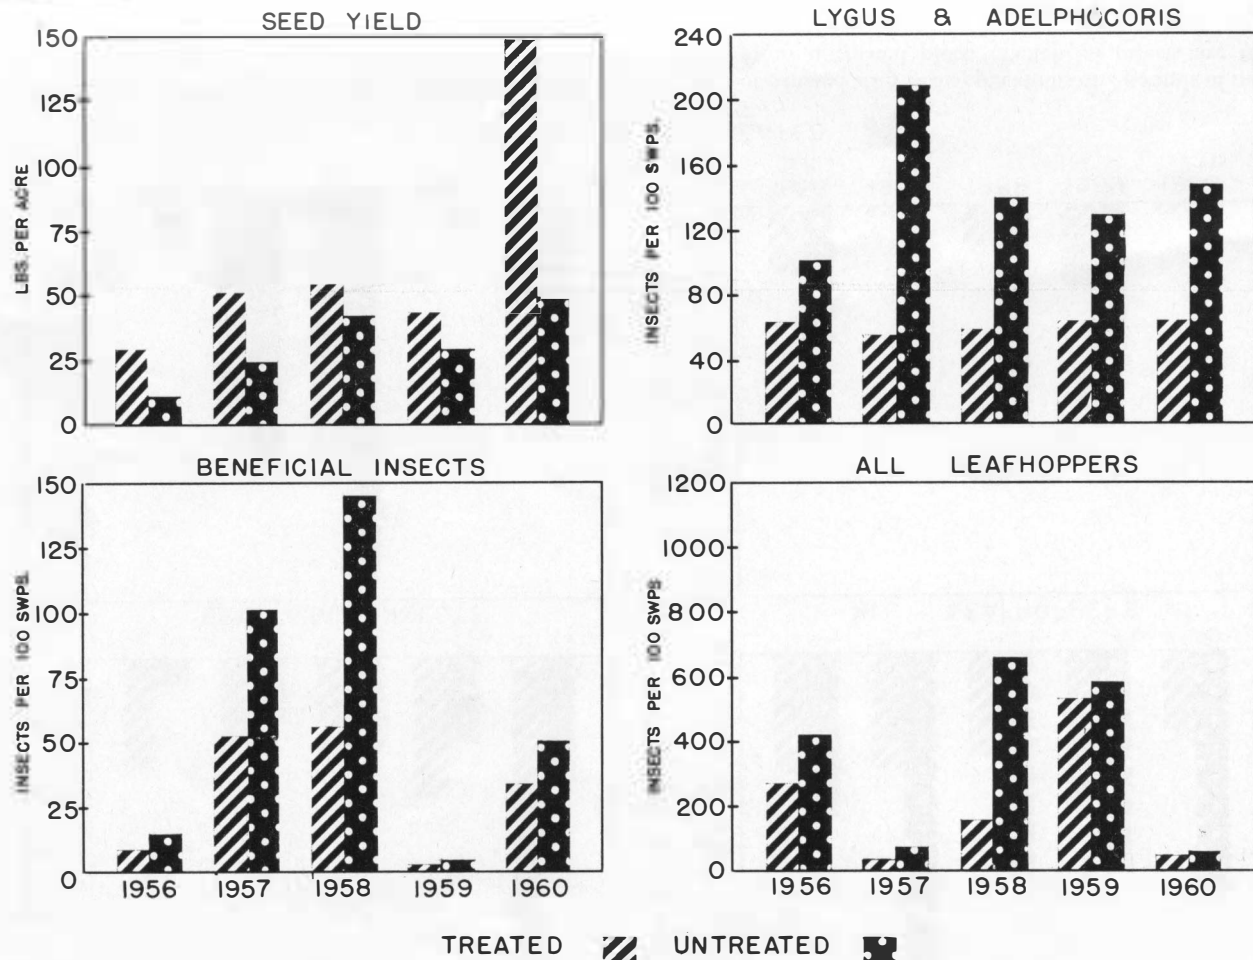 SEED YIELD
150
125
100
75
50
25
0
LBS. PER ACRE
LYGUS & ADELPHOCORIS
240
200
160
120
80
40
0
INSECTS PER 100 SWPS.
BENEFICIAL INSECTS
150
125
100
75
50
25
0
INSECTS PER 100 SWPS.
1956 1957 1958 1959 1960
ALL LEAFHOPPERS
1200
1000
800
600
400
200
0
INSECTS PER 100 SWPS.
1956 1957 1958 1959 1960
TREATED UNTREATED